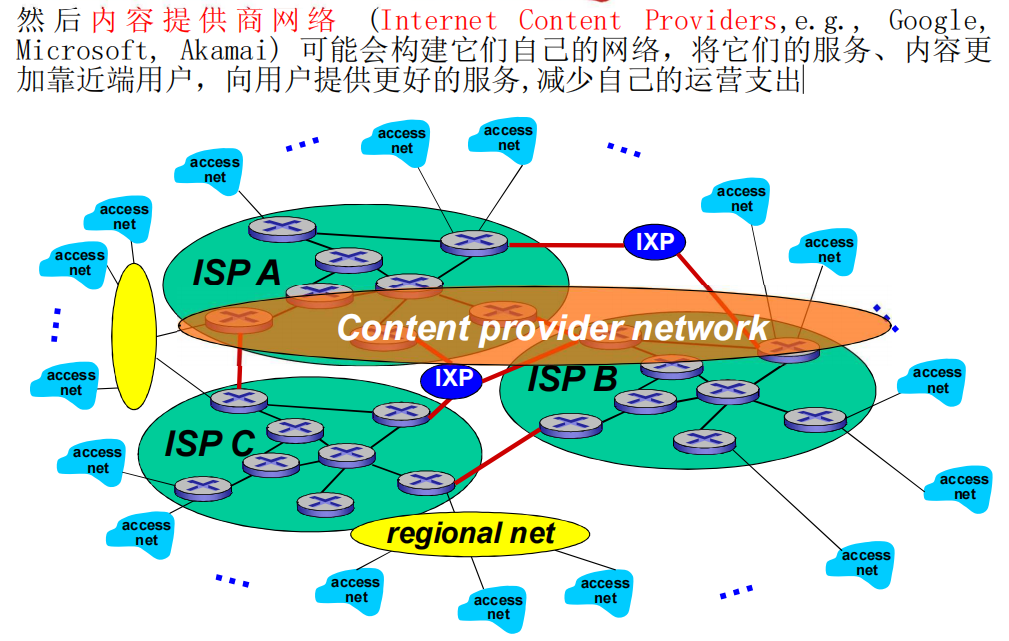 然后内容提供商网络 (Internet Content Providers,e.g., Google,
Microsoft, Akamai) 可能会构建它们自己的网络，将它们的服务、内容更
加靠近端用户，向用户提供更好的服务,减少自己的运营支出
access
net
access
net
access
net
access
net
access
net
access
net
access
net
IXP
ISP A
Content provider network
IXP
ISP B
access
net
access
net
ISP C
access
net
access
net
access
net
regional net
access
net
access
net
access
net
access
net